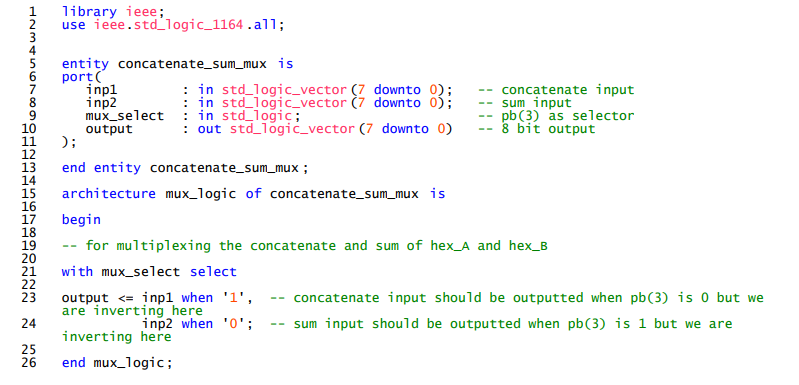 1 library ieee;
2 use ieee.std_logic_1164.all;
3
4
5 entity concatenate_sum_mux is
6 port(
7 inp1 : in std_logic_vector(7 downto 0); -- concatenate input
8 inp2 : in std_logic_vector(7 downto 0); -- sum input
9 mux_select : in std_logic; -- pb(3) as selector
10 output : out std_logic_vector(7 downto 0) -- 8 bit output
11 );
12
13 end entity concatenate_sum_mux;
14
15 architecture mux_logic of concatenate_sum_mux is
16
17 begin
18
19 -- for multiplexing the concatenate and sum of hex_A and hex_B
20
21 with mux_select select
22
23 output <= inp1 when '1', -- concatenate input should be outputted when pb(3) is 0 but we
are inverting here
24 inp2 when '0'; -- sum input should be outputted when pb(3) is 1 but we are
inverting here
25
26 end mux_logic;